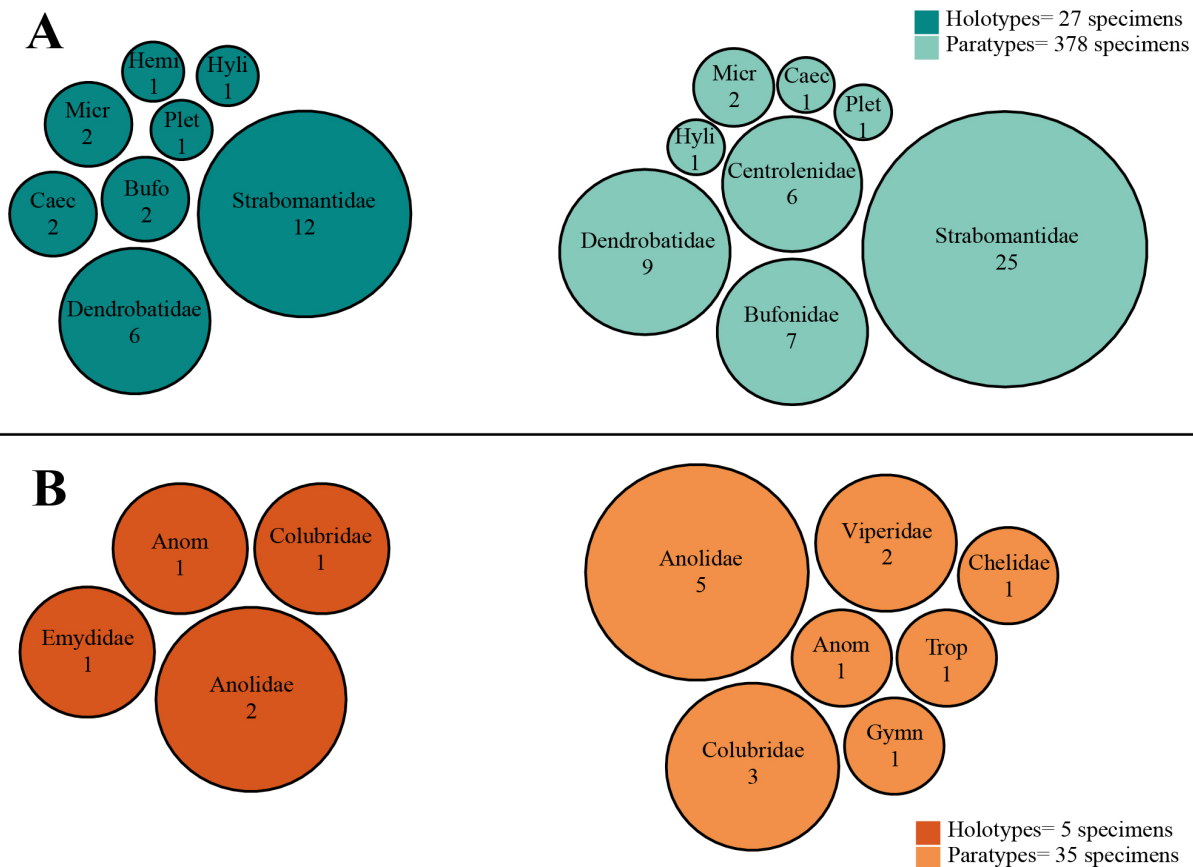 A
Holotypes= 27 specimens
Paratypes= 378 specimens
Hemi
1
Hyli
1
Micr
2
Plet
1
Caec
2
Bufo
2
Strabomantidae
12
Dendrobatidae
6
Micr
2
Caec
1
Plet
1
Hyli
1
Centrolenidae
6
Dendrobatidae
9
Strabomantidae
25
Bufonidae
7
B
Anom
1
Colubridae
1
Emydidae
1
Anolidae
2
Anolidae
5
Viperidae
2
Chelidae
1
Anom
1
Trop
1
Colubridae
3
Gymn
1
Holotypes= 5 specimens
Paratypes= 35 specimens